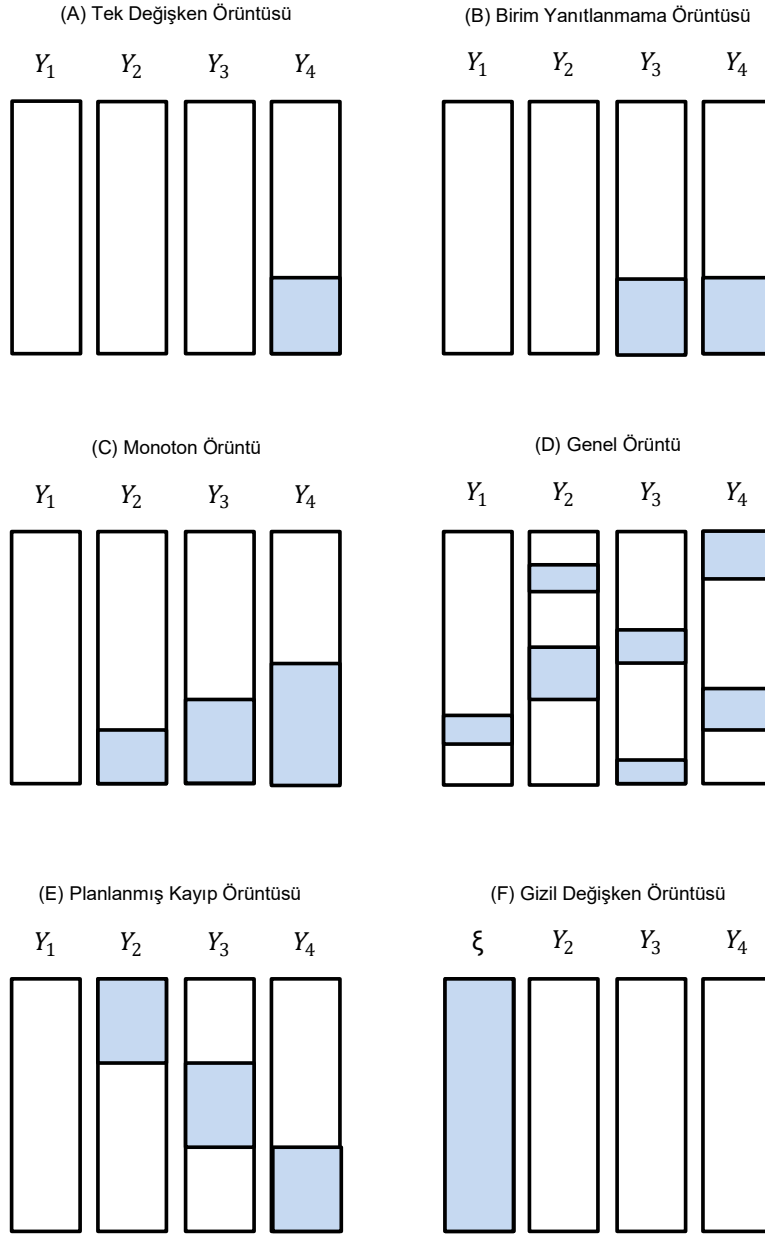 (A) Tek Değişken Örüntüsü
Y₁ Y₂ Y₃ Y₄
(B) Birim Yanıtlanmama Örüntüsü
Y₁ Y₂ Y₃ Y₄
(C) Monoton Örüntü
Y₁ Y₂ Y₃ Y₄
(D) Genel Örüntü
Y₁ Y₂ Y₃ Y₄
(E) Planlanmış Kayıp Örüntüsü
Y₁ Y₂ Y₃ Y₄
(F) Gizil Değişken Örüntüsü
ξ Y₂ Y₃ Y₄